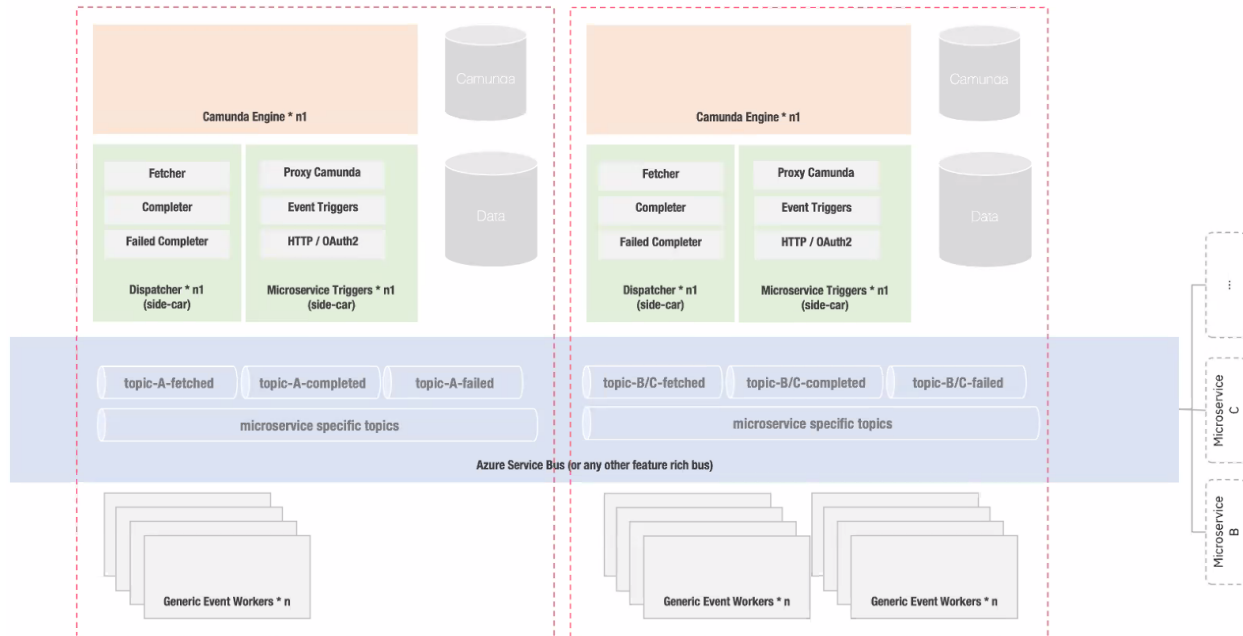 Camunda Engine * n1
Camunda
Fetcher
Completer
Failed Completer
Dispatcher * n1
(side-car)
Proxy Camunda
Event Triggers
HTTP / OAuth2
Microservice Triggers * n1
(side-car)
Data
Camunda Engine * n1
Camunda
Fetcher
Completer
Failed Completer
Dispatcher * n1
(side-car)
Proxy Camunda
Event Triggers
HTTP / OAuth2
Microservice Triggers * n1
(side-car)
Data
topic-A-fetched
topic-A-completed
topic-A-failed
microservice specific topics
topic-B/C-fetched
topic-B/C-completed
topic-B/C-failed
microservice specific topics
Azure Service Bus (or any other feature rich bus)
Generic Event Workers * n
Generic Event Workers * n
Generic Event Workers * n
...
Microservice
C
Microservice
B